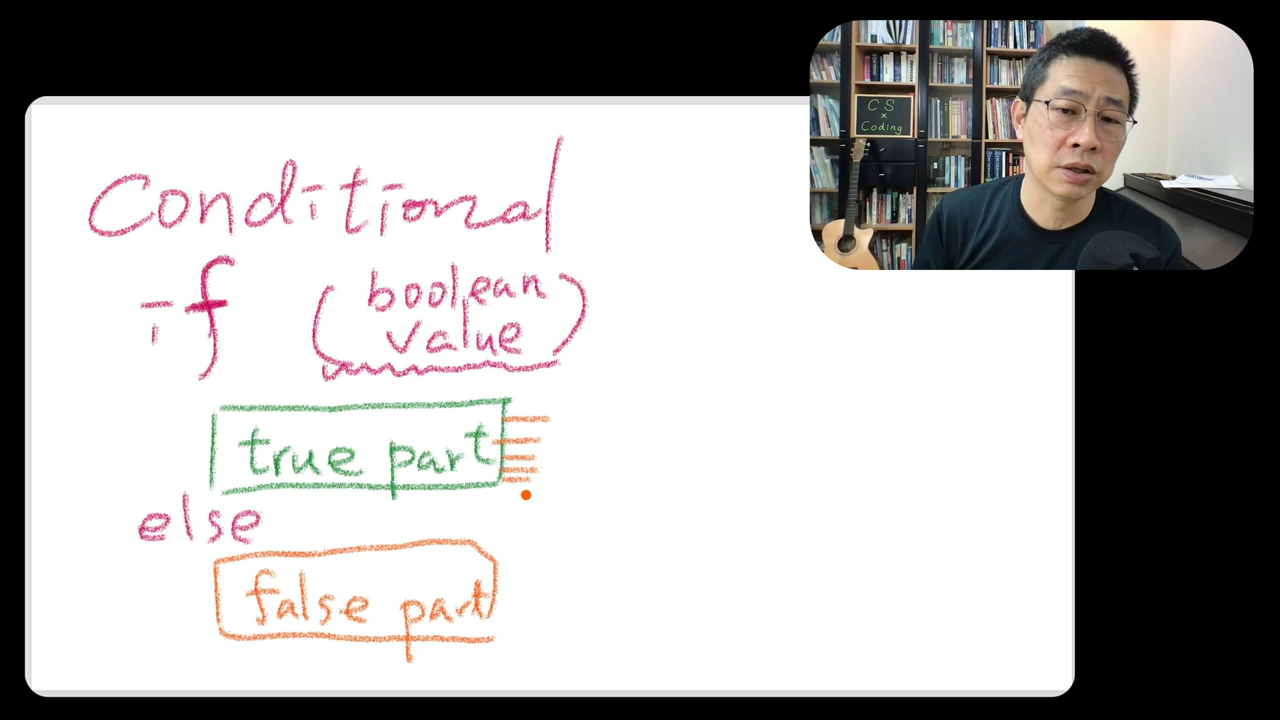 Conditional
if (boolean
value)
true part
else
false part
CS
x
Coding